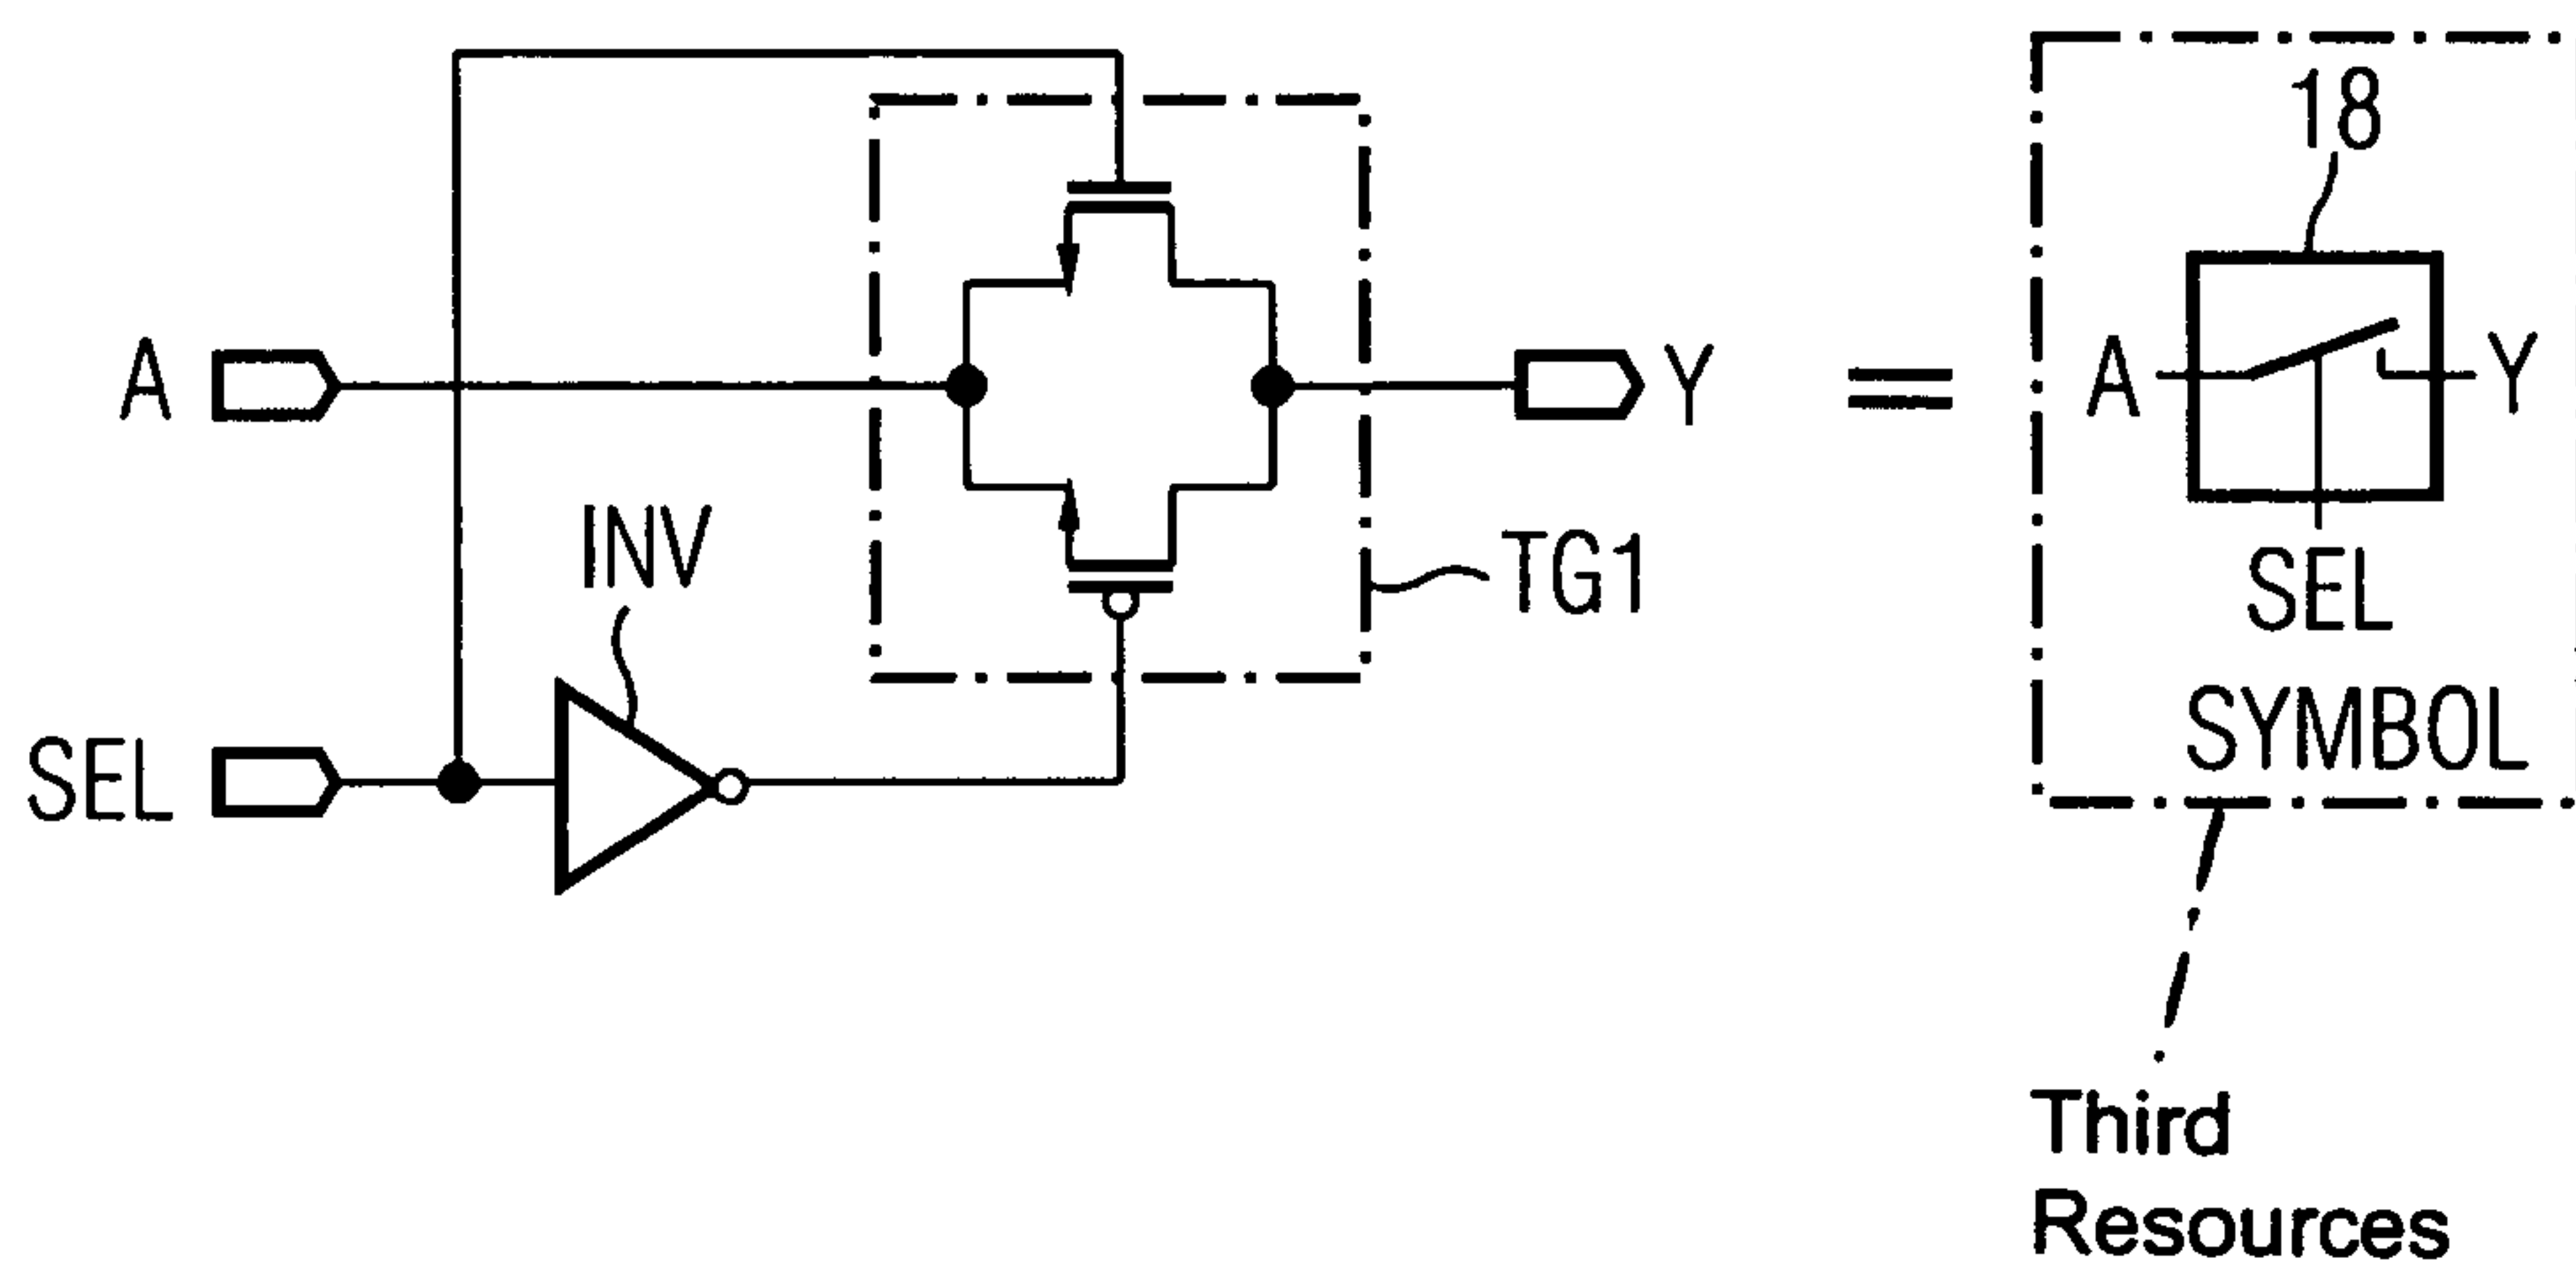 18
A
Y
A
Y
INV
TG1
SEL
SEL
SYMBOL
Third
Resources